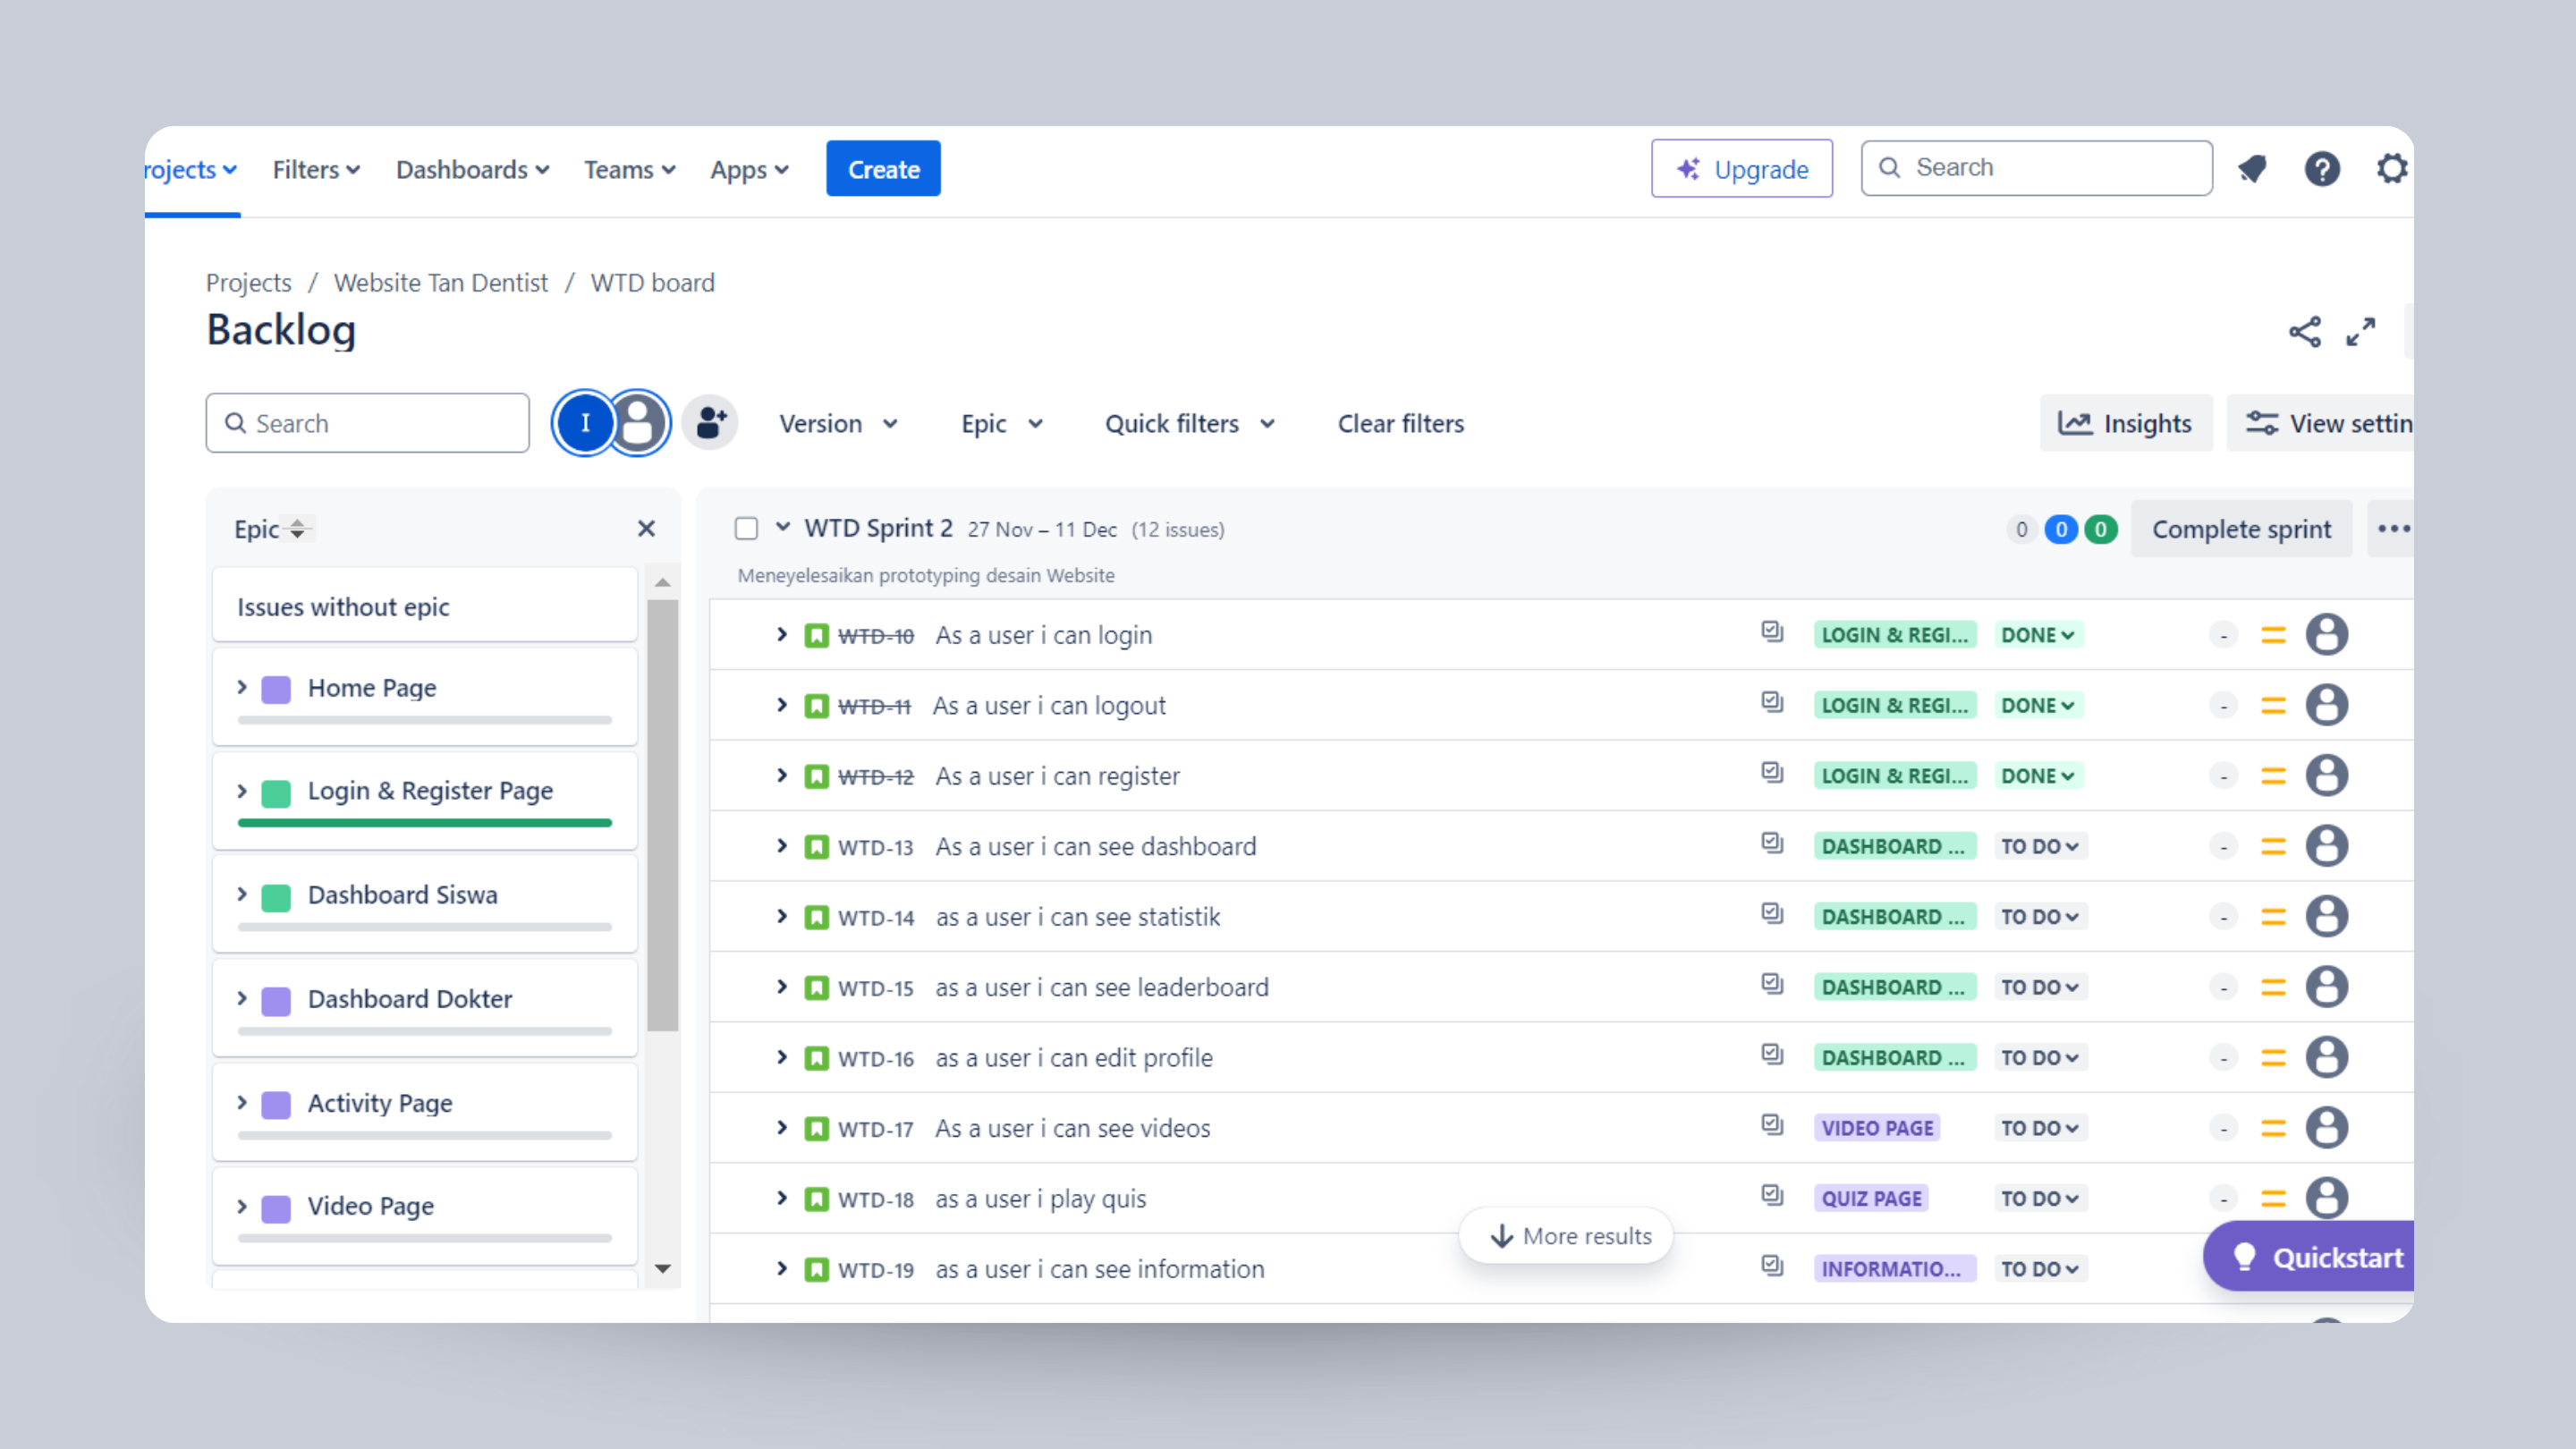 rojects Filters Dashboards Teams Apps Create Upgrade Search
Projects / Website Tan Dentist / WTD board
Backlog
Search I Version Epic Quick filters Clear filters Insights View settin
Epic
Issues without epic
Home Page
Login & Register Page
Dashboard Siswa
Dashboard Dokter
Activity Page
Video Page
WTD Sprint 2 27 Nov – 11 Dec (12 issues) 0 0 0 Complete sprint
Meneyelesaikan prototyping desain Website
WTD-10 As a user i can login LOGIN & REGI... DONE -
WTD-11 As a user i can logout LOGIN & REGI... DONE -
WTD-12 As a user i can register LOGIN & REGI... DONE -
WTD-13 As a user i can see dashboard DASHBOARD ... TO DO -
WTD-14 as a user i can see statistik DASHBOARD ... TO DO -
WTD-15 as a user i can see leaderboard DASHBOARD ... TO DO -
WTD-16 as a user i can edit profile DASHBOARD ... TO DO -
WTD-17 As a user i can see videos VIDEO PAGE TO DO -
WTD-18 as a user i play quis QUIZ PAGE TO DO -
More results
WTD-19 as a user i can see information INFORMATIO... TO DO
Quickstart